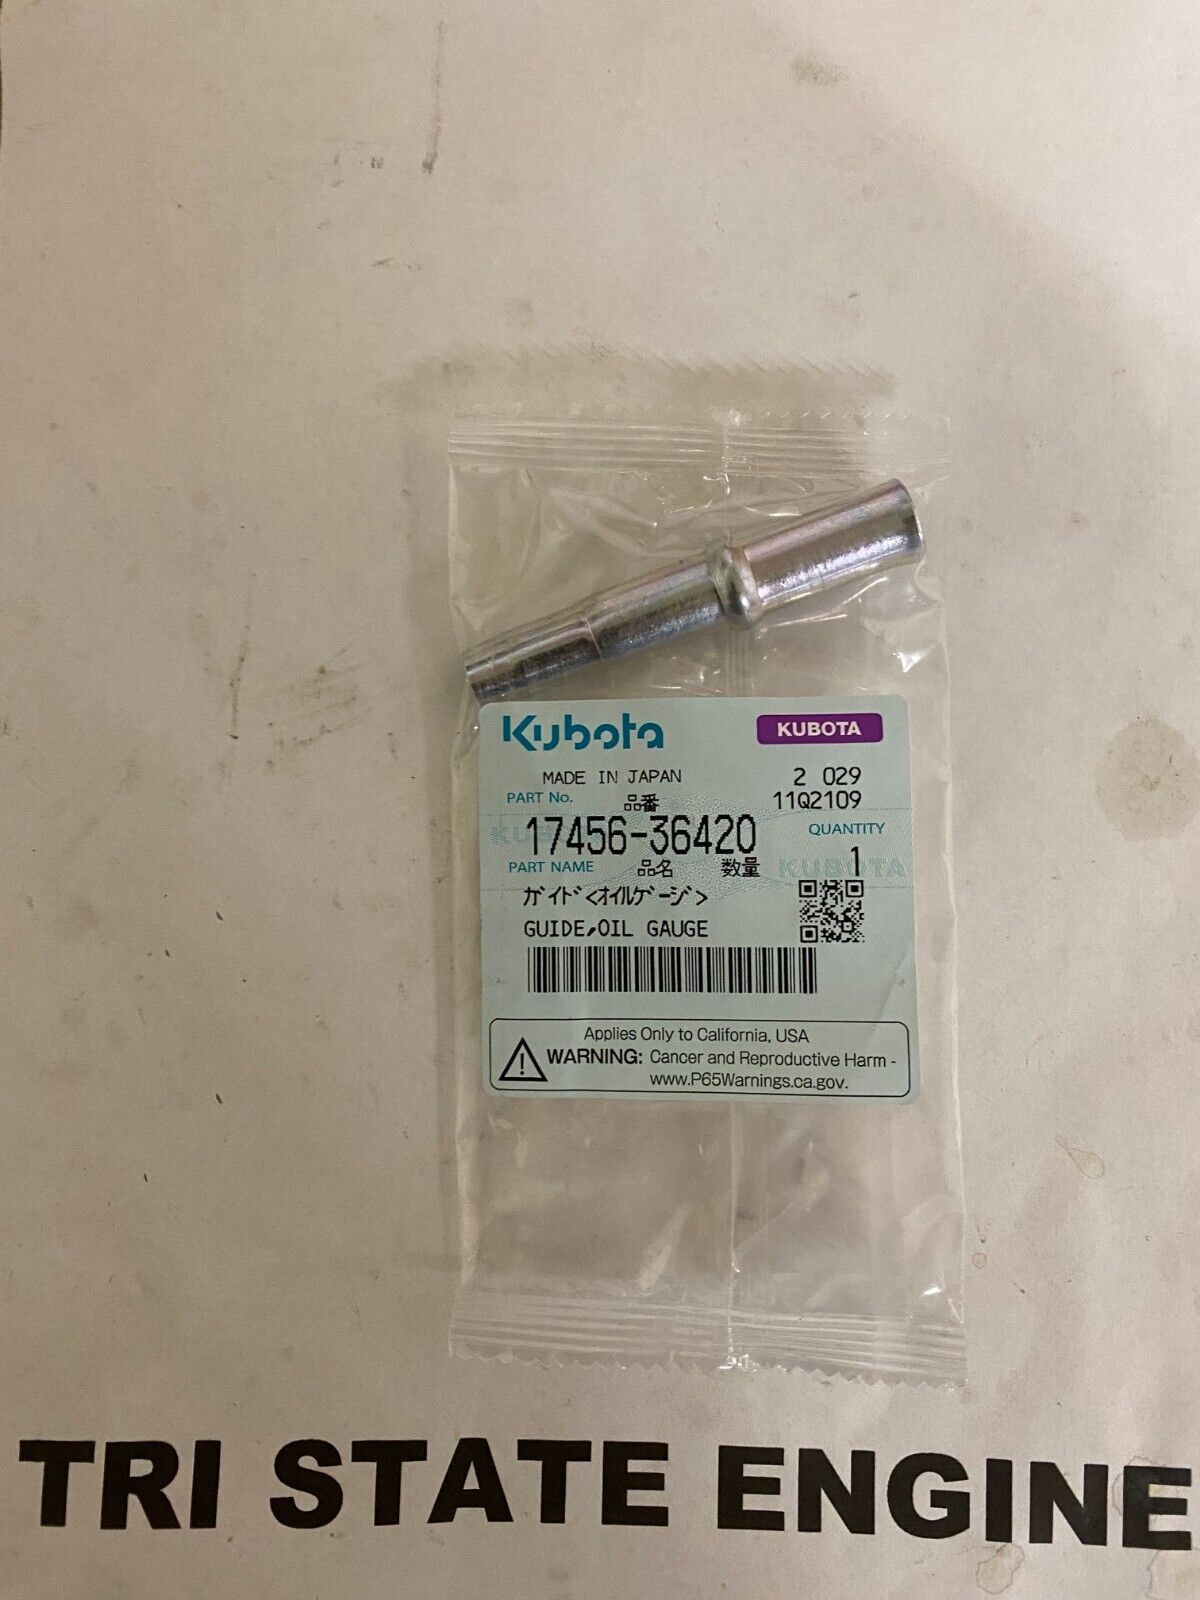 Kubota KUBOTA
MADE IN JAPAN 2 029
PART No. 品番 11Q2109
17456-36420 QUANTITY
PART NAME 品名 数量 1
ｶﾞｲﾄﾞ<ｵｲﾙｹﾞｰｼﾞ>
GUIDE,OIL GAUGE
Applies Only to California, USA
WARNING: Cancer and Reproductive Harm -
www.P65Warnings.ca.gov.
TRI STATE ENGINE